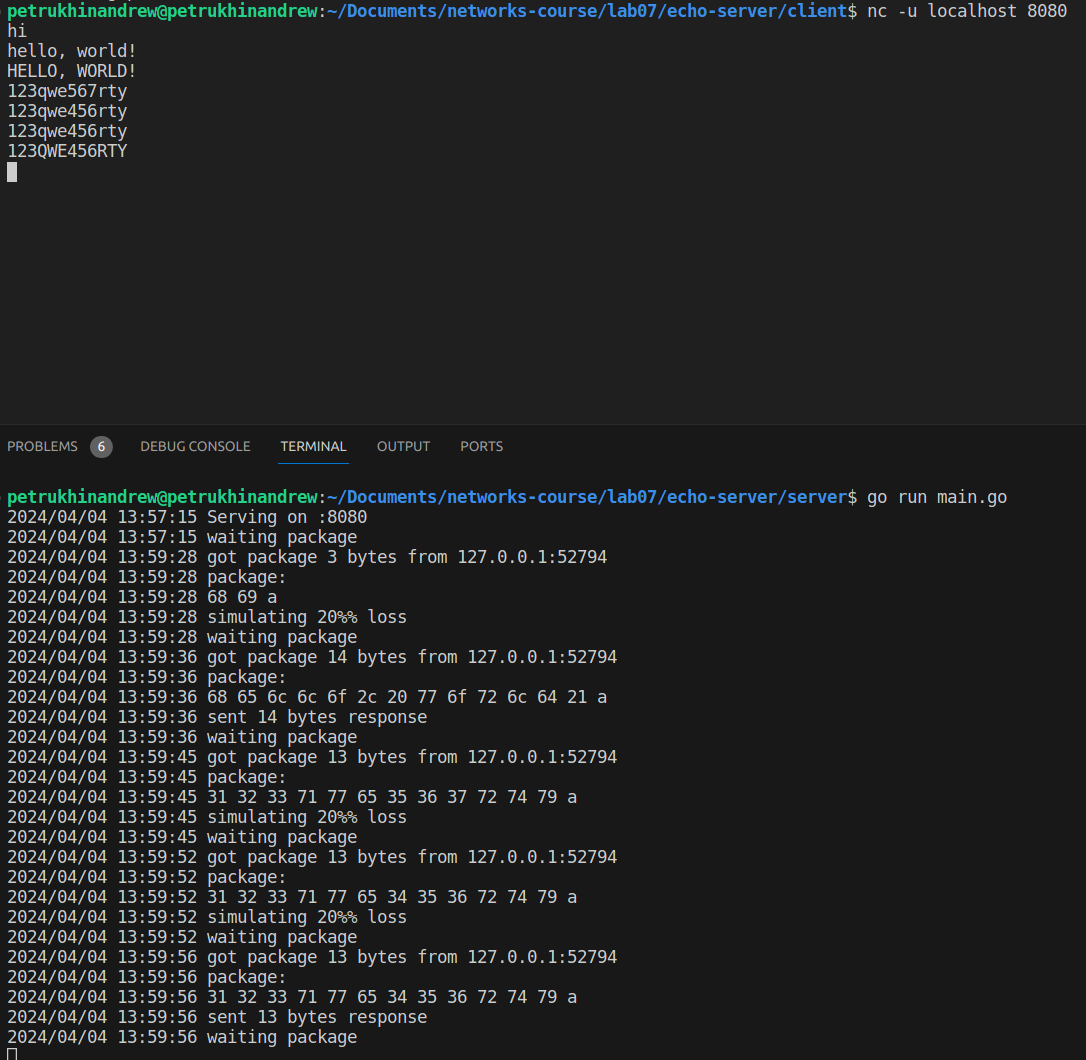 petrukhinandrew@petrukhinandrew:~/Documents/networks-course/lab07/echo-server/client$ nc -u localhost 8080
hi
hello, world!
HELLO, WORLD!
123qwe567rty
123qwe456rty
123qwe456rty
123QWE456RTY
PROBLEMS 6 DEBUG CONSOLE TERMINAL OUTPUT PORTS
petrukhinandrew@petrukhinandrew:~/Documents/networks-course/lab07/echo-server/server$ go run main.go
2024/04/04 13:57:15 Serving on :8080
2024/04/04 13:57:15 waiting package
2024/04/04 13:59:28 got package 3 bytes from 127.0.0.1:52794
2024/04/04 13:59:28 package:
2024/04/04 13:59:28 68 69 a
2024/04/04 13:59:28 simulating 20%% loss
2024/04/04 13:59:28 waiting package
2024/04/04 13:59:36 got package 14 bytes from 127.0.0.1:52794
2024/04/04 13:59:36 package:
2024/04/04 13:59:36 68 65 6c 6c 6f 2c 20 77 6f 72 6c 64 21 a
2024/04/04 13:59:36 sent 14 bytes response
2024/04/04 13:59:36 waiting package
2024/04/04 13:59:45 got package 13 bytes from 127.0.0.1:52794
2024/04/04 13:59:45 package:
2024/04/04 13:59:45 31 32 33 71 77 65 35 36 37 72 74 79 a
2024/04/04 13:59:45 simulating 20%% loss
2024/04/04 13:59:45 waiting package
2024/04/04 13:59:52 got package 13 bytes from 127.0.0.1:52794
2024/04/04 13:59:52 package:
2024/04/04 13:59:52 31 32 33 71 77 65 34 35 36 72 74 79 a
2024/04/04 13:59:52 simulating 20%% loss
2024/04/04 13:59:52 waiting package
2024/04/04 13:59:56 got package 13 bytes from 127.0.0.1:52794
2024/04/04 13:59:56 package:
2024/04/04 13:59:56 31 32 33 71 77 65 34 35 36 72 74 79 a
2024/04/04 13:59:56 sent 13 bytes response
2024/04/04 13:59:56 waiting package